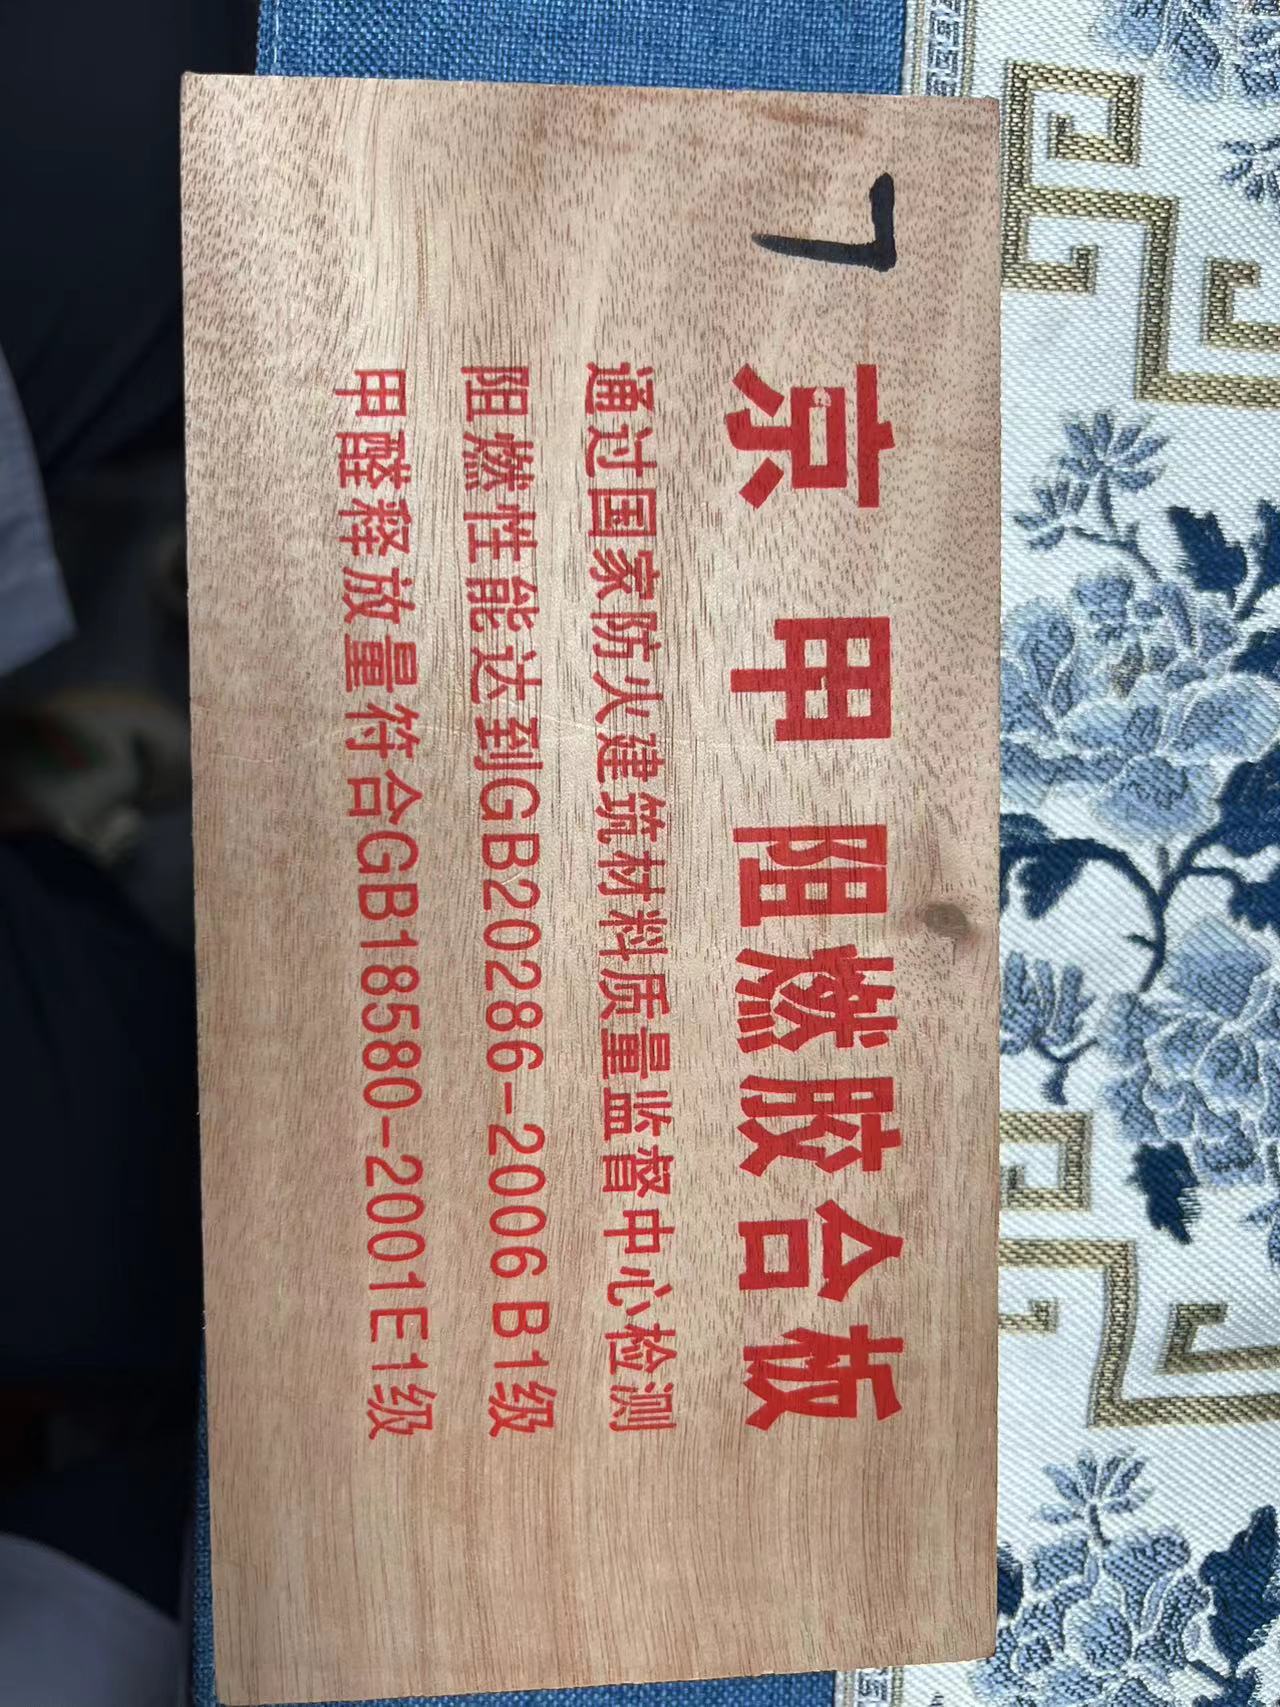 7
京甲阻燃胶合板
通过国家防火建筑材料质量监督中心检测
阻燃性能达到GB20286-2006 B1级
甲醛释放量符合GB18580-2001E1级